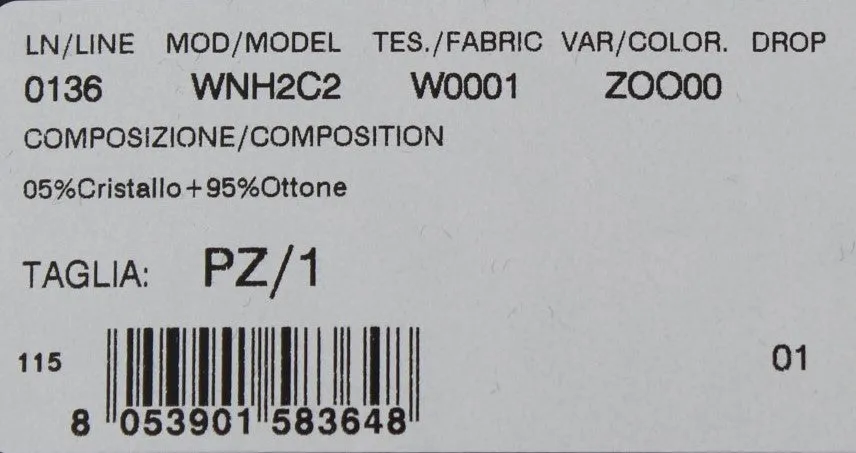 LN/LINE MOD/MODEL TES./FABRIC VAR/COLOR. DROP
0136 WNH2C2 W0001 ZOO00
COMPOSIZIONE/COMPOSITION
05%Cristallo+95%Ottone
TAGLIA: PZ/1
115 01
8 053901 583648